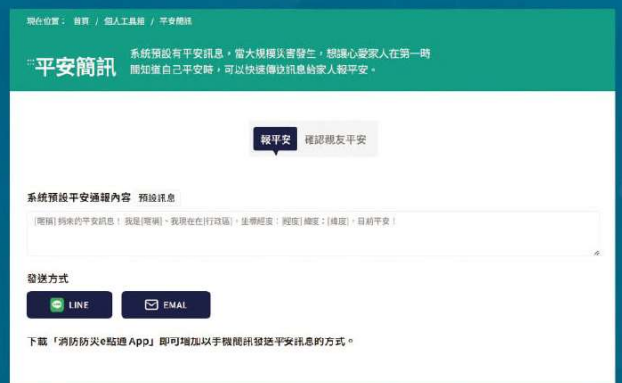 現在位置： 首頁 / 個人工具箱 / 平安簡訊
平安簡訊
系統預設有平安訊息，當大規模災害發生，想讓心愛家人在第一時
間知道自己平安時，可以快速傳送訊息給家人報平安。
報平安 確認親友平安
系統預設平安通報內容 預設訊息
[暱稱]捎來的平安訊息！ 我是[暱稱]，我現在在[行政區]，坐標經度：[經度] 緯度：[緯度]，目前平安！
發送方式
LINE EMAL
下載「消防防災e點通 App」即可增加以手機簡訊發送平安訊息的方式。